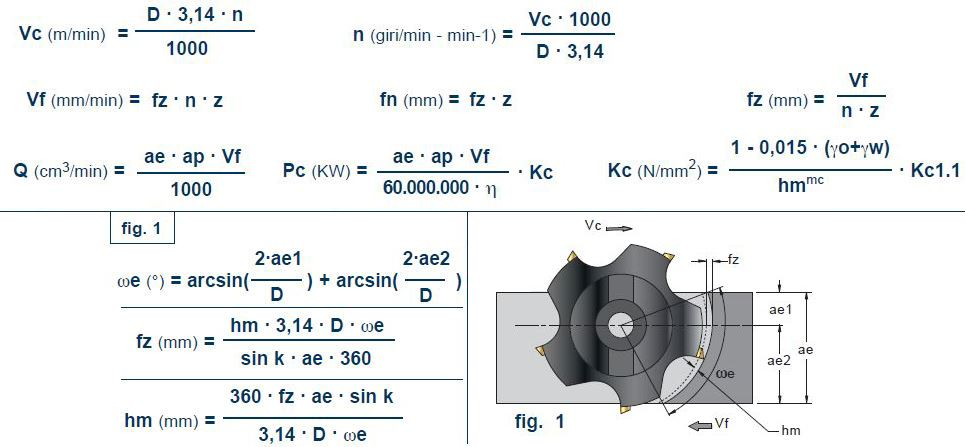 Vc (m/min) = D · 3,14 · n / 1000
n (giri/min - min-1) = Vc · 1000 / D · 3,14
Vf (mm/min) = fz · n · z
fn (mm) = fz · z
fz (mm) = Vf / n · z
Q (cm³/min) = ae · ap · Vf / 1000
Pc (KW) = ae · ap · Vf / 60.000.000 · η · Kc
Kc (N/mm²) = 1 - 0,015 · (γo+γw) / hm^mc · Kc1.1
fig. 1
ωe (°) = arcsin(2·ae1 / D) + arcsin(2·ae2 / D)
fz (mm) = hm · 3,14 · D · ωe / sin k · ae · 360
hm (mm) = 360 · fz · ae · sin k / 3,14 · D · ωe
Vc
fz
ae1
ae
ae2
ωe
Vf
hm
fig. 1